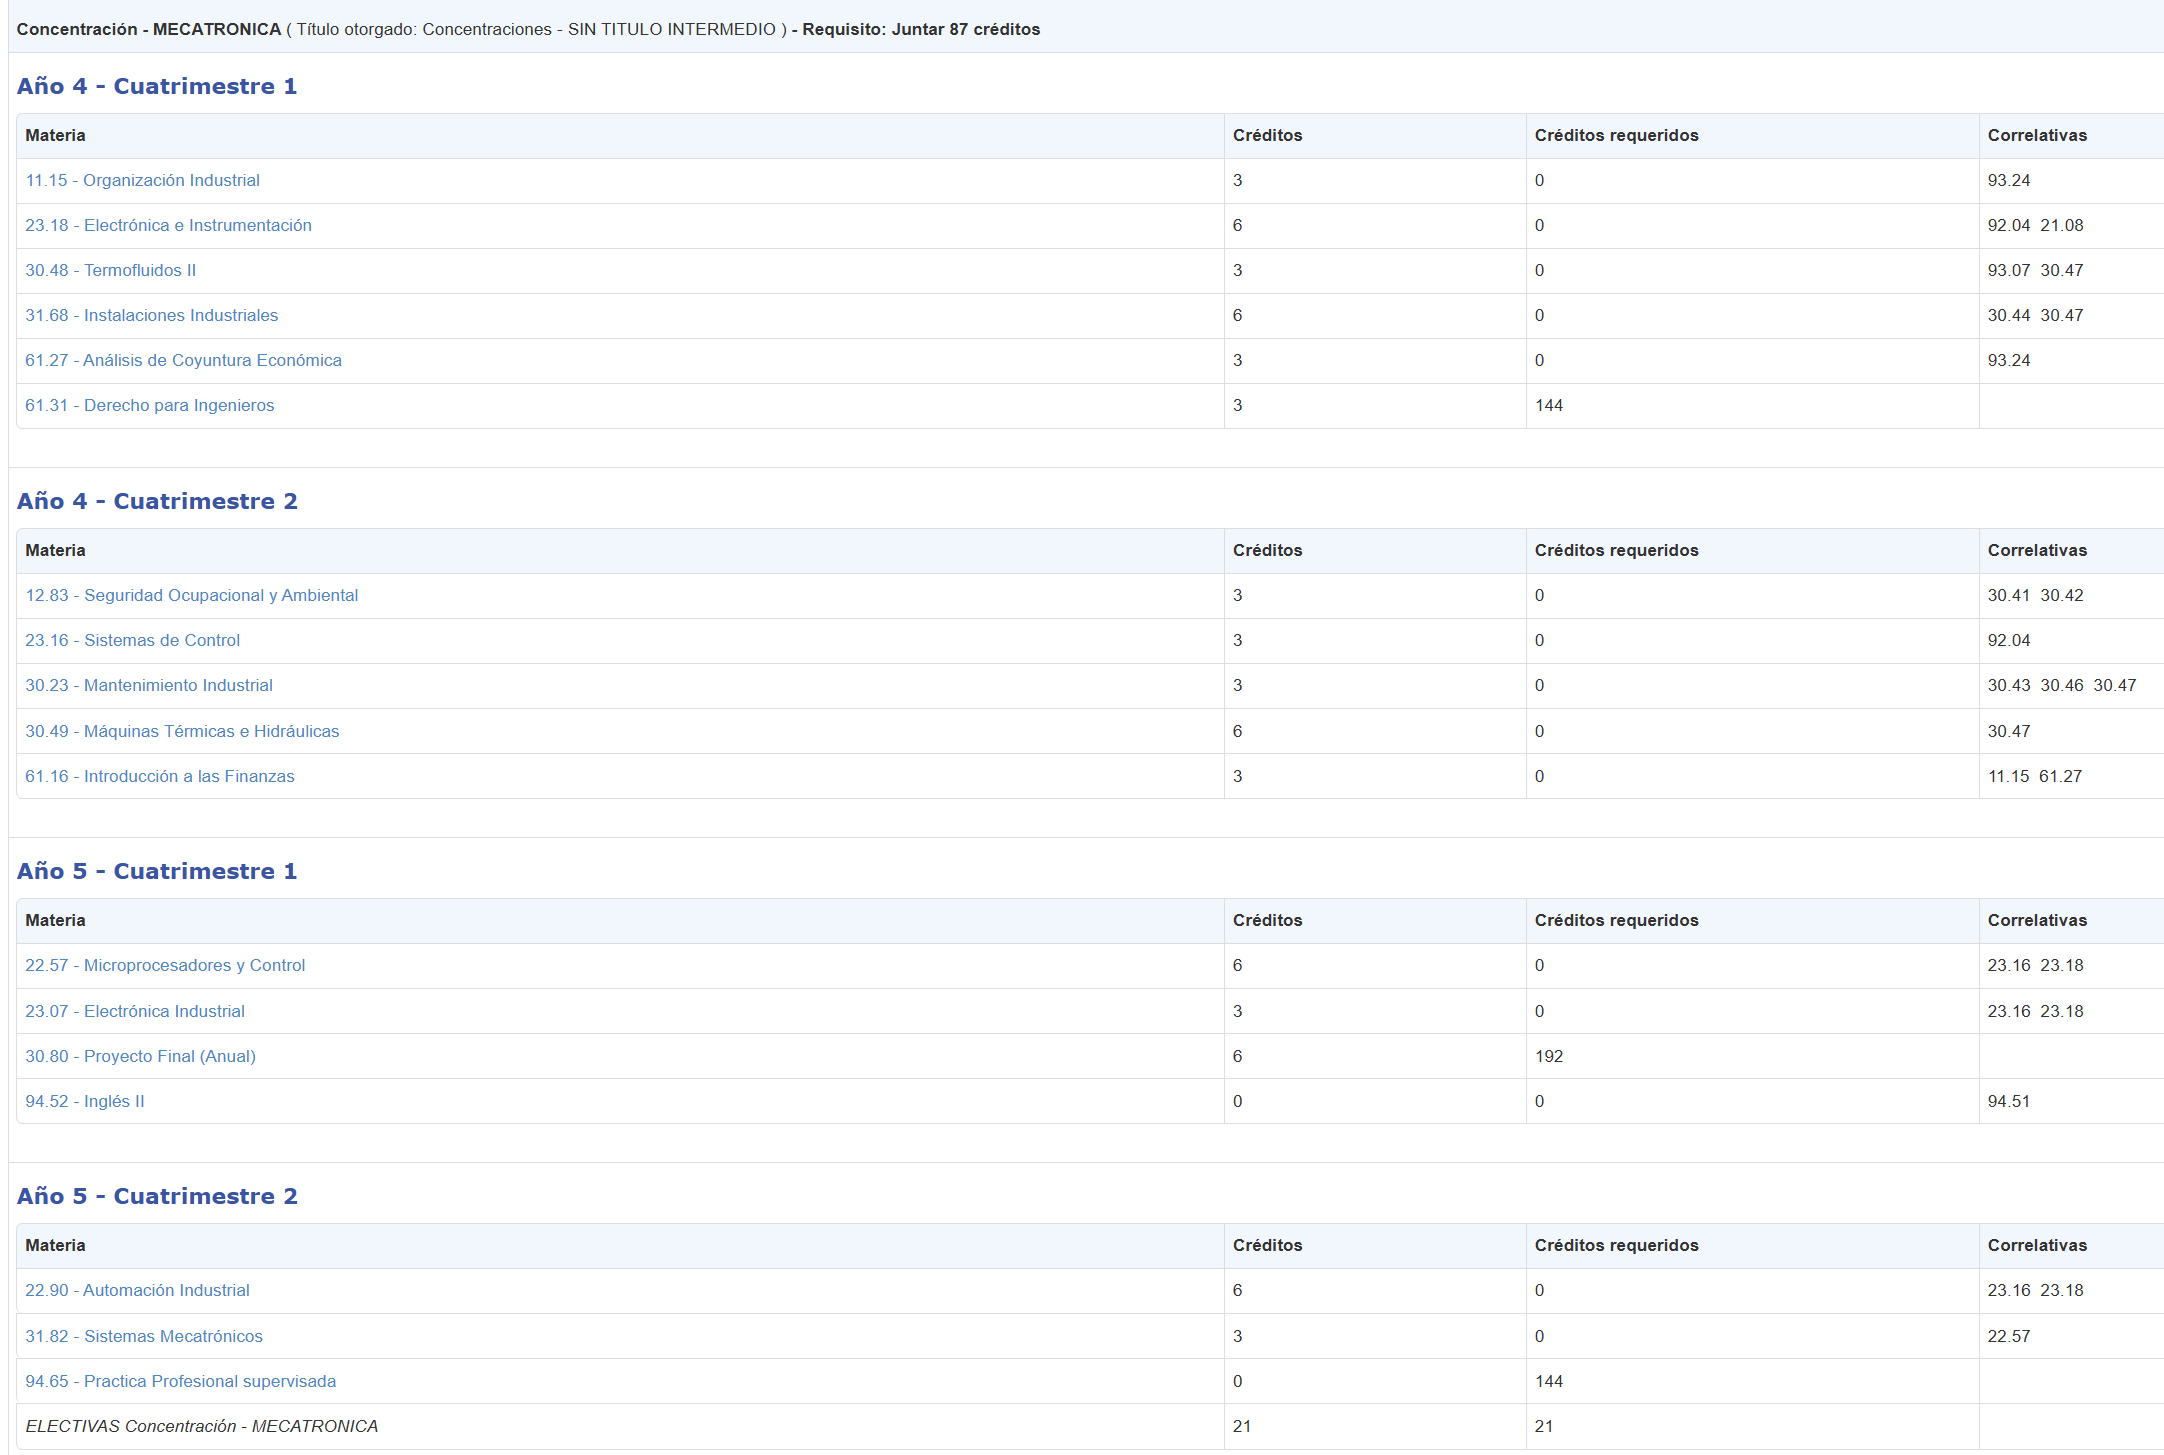 Concentración - MECATRONICA ( Título otorgado: Concentraciones - SIN TITULO INTERMEDIO ) - Requisito: Juntar 87 créditos
Año 4 - Cuatrimestre 1
Materia Créditos Créditos requeridos Correlativas
11.15 - Organización Industrial 3 0 93.24
23.18 - Electrónica e Instrumentación 6 0 92.04 21.08
30.48 - Termofluidos II 3 0 93.07 30.47
31.68 - Instalaciones Industriales 6 0 30.44 30.47
61.27 - Análisis de Coyuntura Económica 3 0 93.24
61.31 - Derecho para Ingenieros 3 144
Año 4 - Cuatrimestre 2
Materia Créditos Créditos requeridos Correlativas
12.83 - Seguridad Ocupacional y Ambiental 3 0 30.41 30.42
23.16 - Sistemas de Control 3 0 92.04
30.23 - Mantenimiento Industrial 3 0 30.43 30.46 30.47
30.49 - Máquinas Térmicas e Hidráulicas 6 0 30.47
61.16 - Introducción a las Finanzas 3 0 11.15 61.27
Año 5 - Cuatrimestre 1
Materia Créditos Créditos requeridos Correlativas
22.57 - Microprocesadores y Control 6 0 23.16 23.18
23.07 - Electrónica Industrial 3 0 23.16 23.18
30.80 - Proyecto Final (Anual) 6 192
94.52 - Inglés II 0 0 94.51
Año 5 - Cuatrimestre 2
Materia Créditos Créditos requeridos Correlativas
22.90 - Automación Industrial 6 0 23.16 23.18
31.82 - Sistemas Mecatrónicos 3 0 22.57
94.65 - Practica Profesional supervisada 0 144
ELECTIVAS Concentración - MECATRONICA 21 21